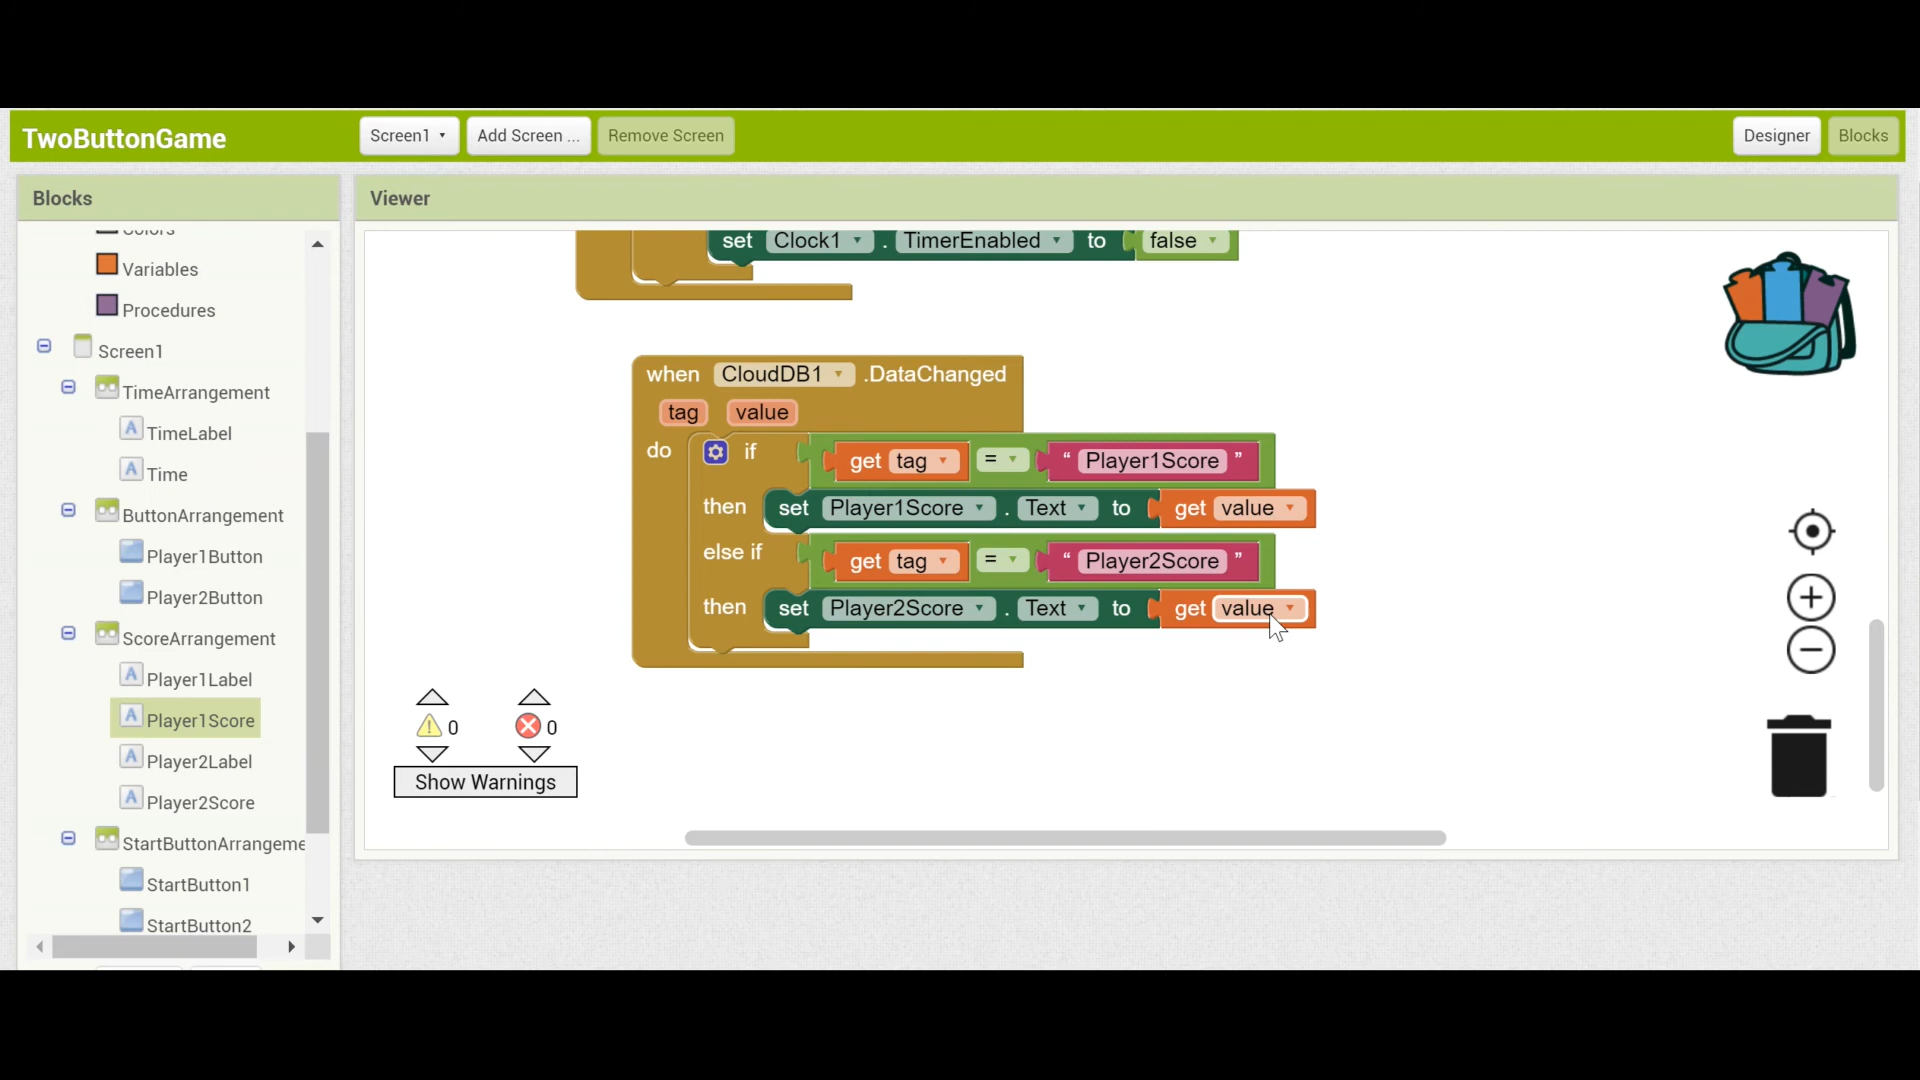 TwoButtonGame Screen1 Add Screen ... Remove Screen Designer Blocks
Blocks
Colors
Variables
Procedures
Screen1
TimeArrangement
TimeLabel
Time
ButtonArrangement
Player1Button
Player2Button
ScoreArrangement
Player1Label
Player1Score
Player2Label
Player2Score
StartButtonArrangeme
StartButton1
StartButton2
Viewer
set Clock1 . TimerEnabled to false
when CloudDB1 .DataChanged
tag value
do if get tag = “ Player1Score ”
then set Player1Score . Text to get value
else if get tag = “ Player2Score ”
then set Player2Score . Text to get value
0 0
Show Warnings